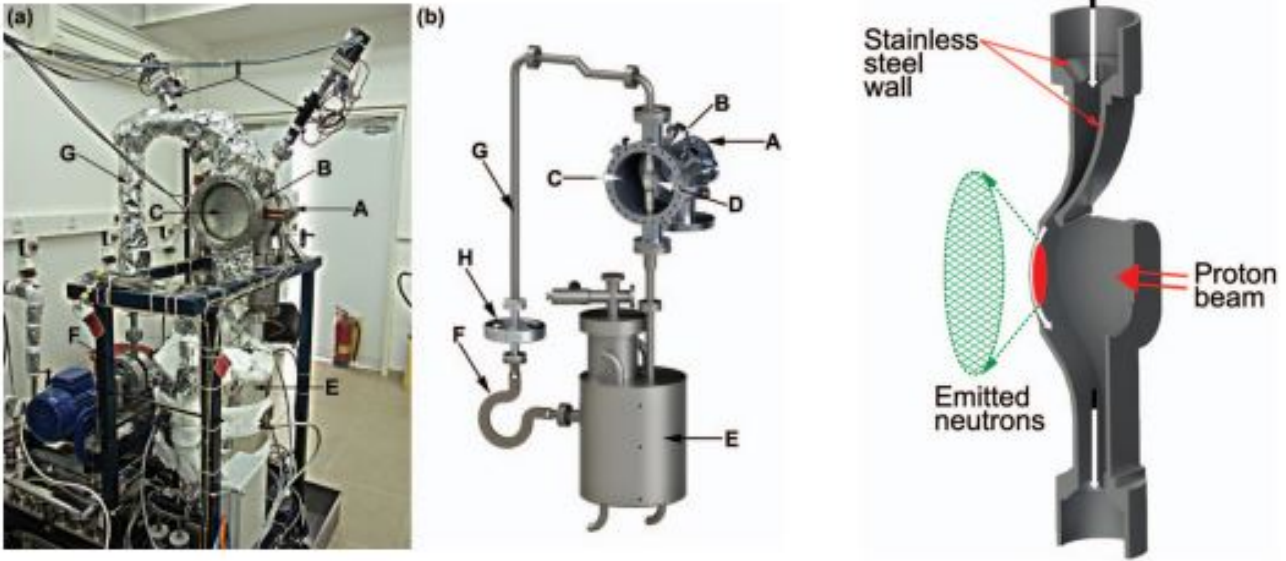 (a)
G
B
C
A
F
E
(b)
B
A
G
C
D
H
F
E
Stainless
steel
wall
Proton
beam
Emitted
neutrons